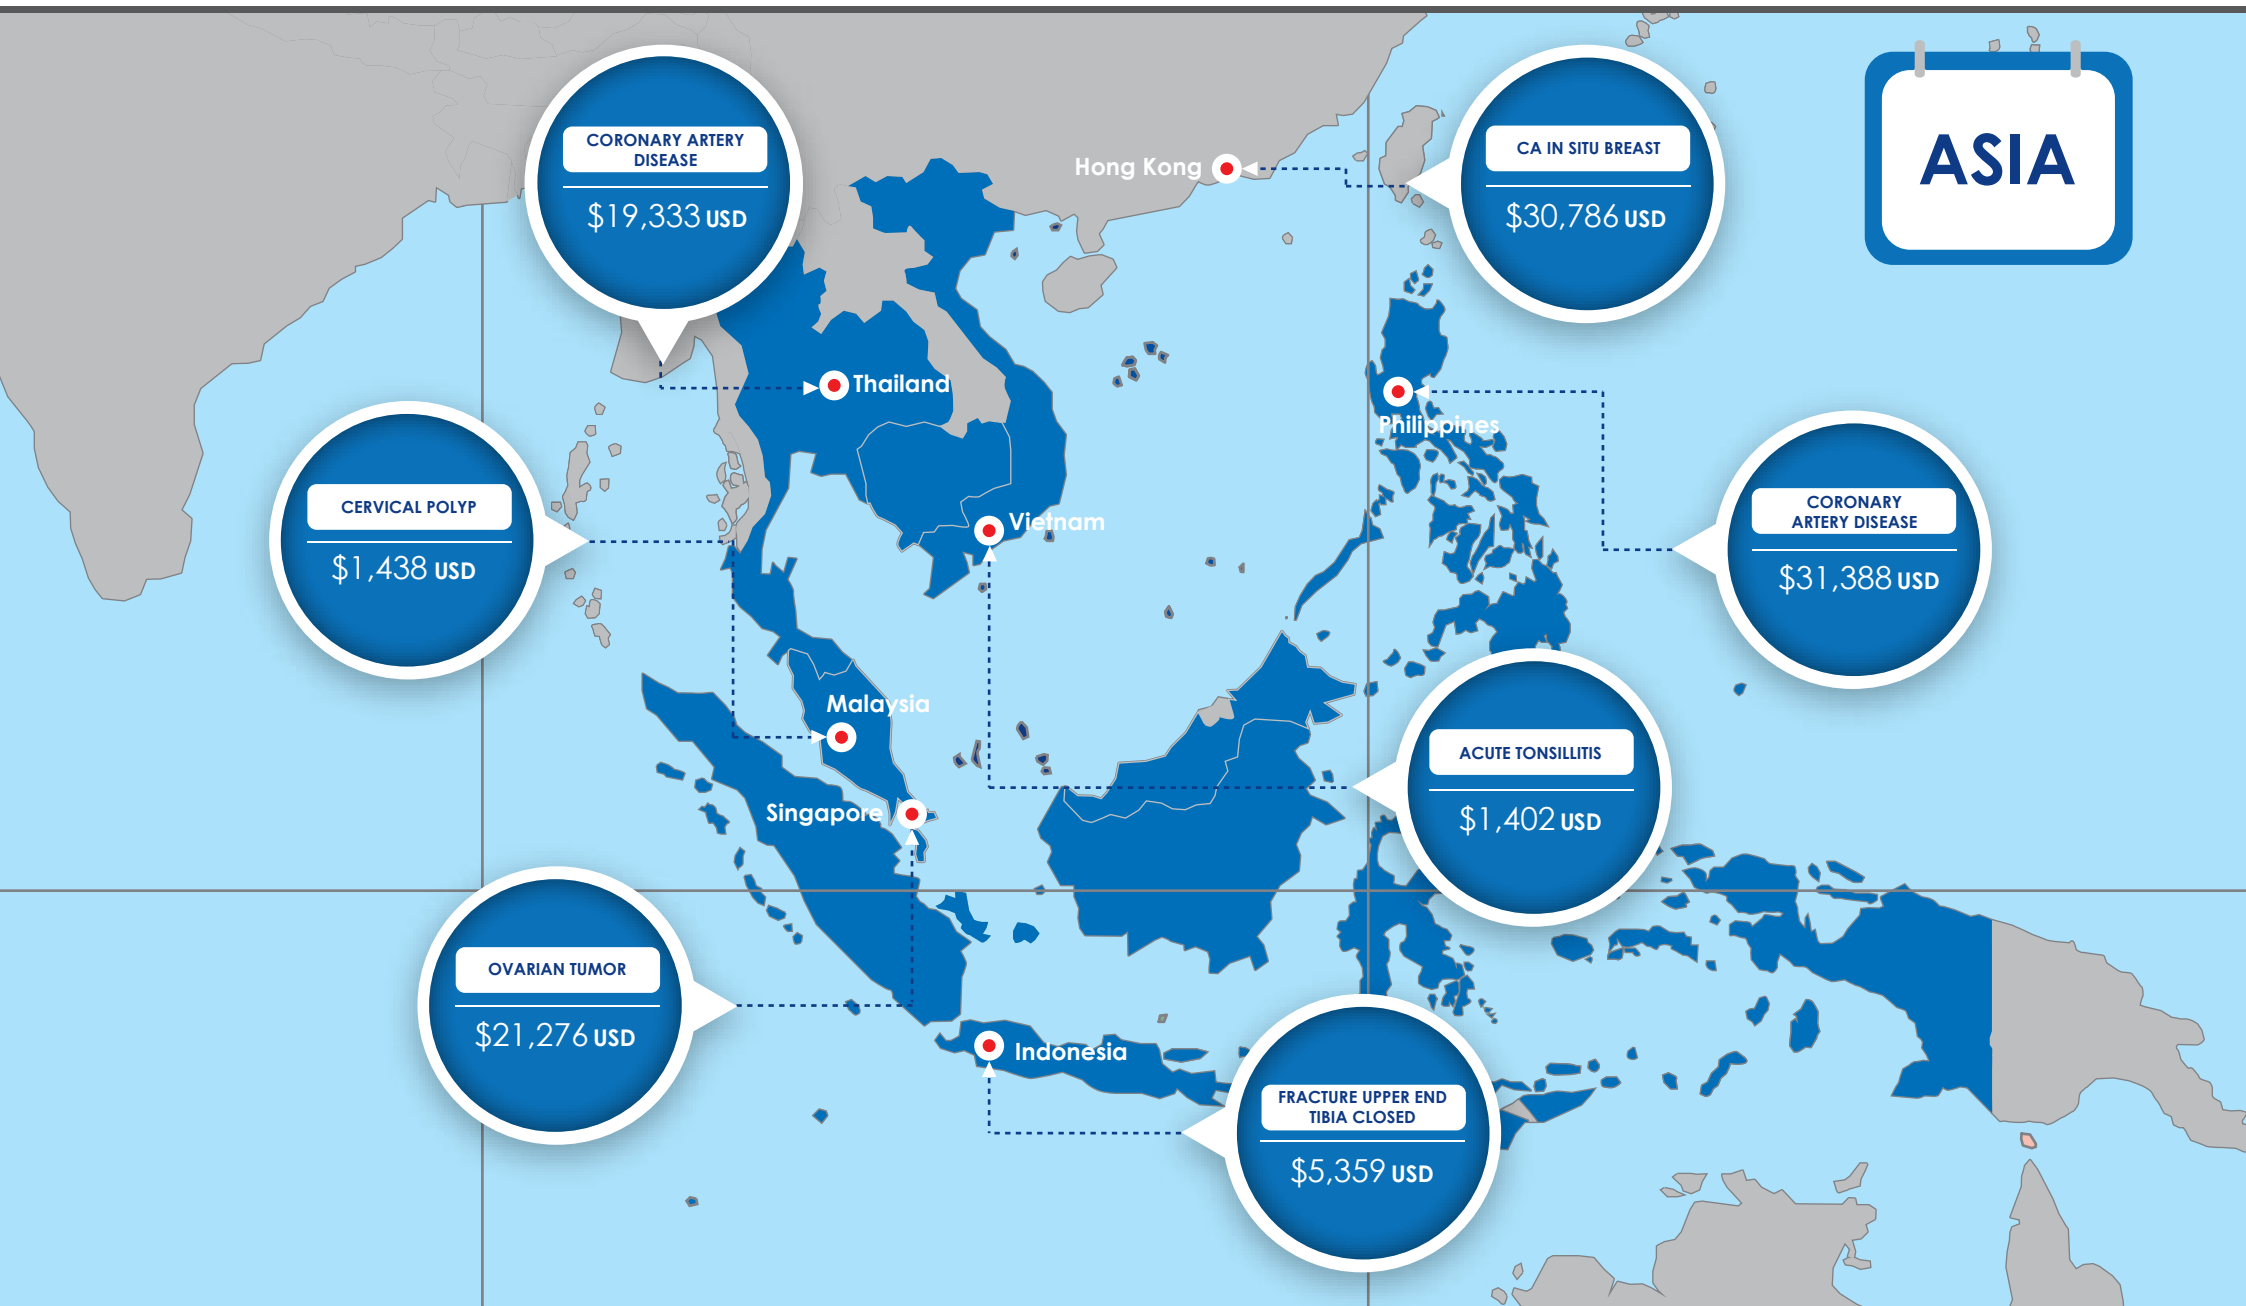 ASIA
CORONARY ARTERY
DISEASE
$19,333 USD
Hong Kong
CA IN SITU BREAST
$30,786 USD
Thailand
Philippines
CERVICAL POLYP
$1,438 USD
Vietnam
CORONARY
ARTERY DISEASE
$31,388 USD
Malaysia
ACUTE TONSILLITIS
$1,402 USD
Singapore
OVARIAN TUMOR
$21,276 USD
Indonesia
FRACTURE UPPER END
TIBIA CLOSED
$5,359 USD